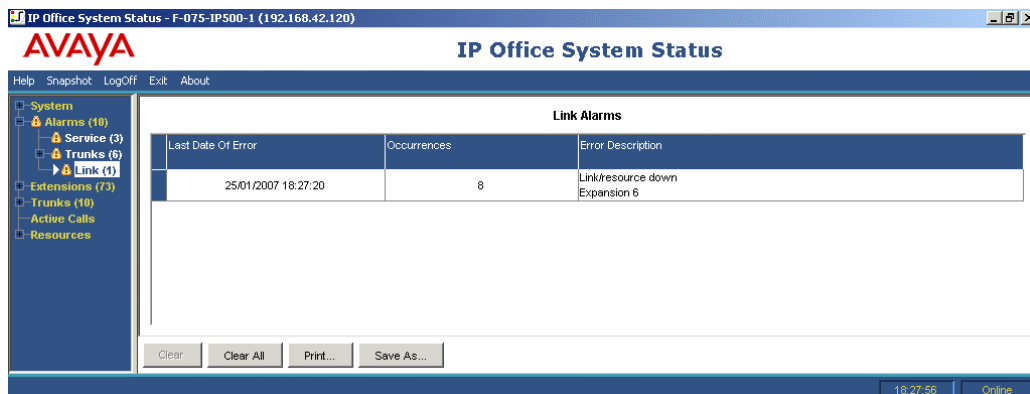 IP Office System Status - F-075-IP500-1 (192.168.42.120)
AVAYA
IP Office System Status
Help Snapshot LogOff Exit About
System
Alarms (10)
Service (3)
Trunks (6)
Link (1)
Extensions (73)
Trunks (10)
Active Calls
Resources
Link Alarms
Last Date Of Error Occurrences Error Description
25/01/2007 18:27:20 8 Link/resource down
Expansion 6
Clear Clear All Print... Save As...
18:27:56 Online